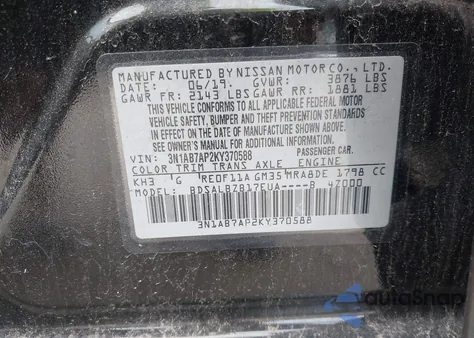 MANUFACTURED BY NISSAN MOTOR CO., LTD.
DATE: 06/19. GVWR: 3876 LBS
GAWR FR: 2143 LBS GAWR RR: 1881 LBS
THIS VEHICLE CONFORMS TO ALL APPLICABLE FEDERAL MOTOR
VEHICLE SAFETY, BUMPER AND THEFT PREVENTION STANDARDS
IN EFFECT ON THE DATE OF MANUFACTURE SHOWN ABOVE.
SEE OWNER'S MANUAL FOR ADDITIONAL INFORMATION.
VIN: 3N1AB7AP2KY370588 PASSENGER CAR.
COLOR TRIM TRANS AXLE ENGINE
KH3 G RE0F11A GM35 MRA8DE 1798 CC
MODEL: BDSALBZB17EUA----B 4Z000
3N1AB7AP2KY370588
autoSnap